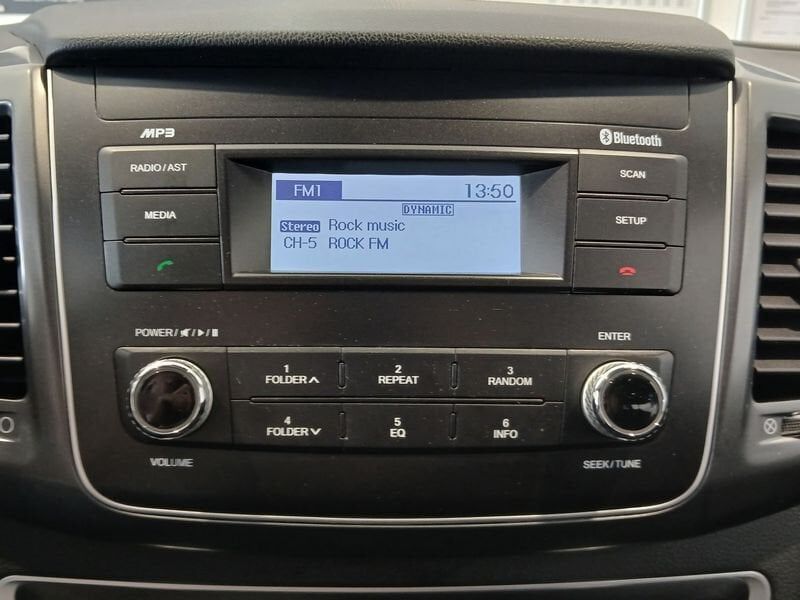 MP3
Bluetooth
RADIO/AST
SCAN
MEDIA
SETUP
FM1 13:50
DYNAMIC
Stereo Rock music
CH-5 ROCK FM
POWER/ / /
ENTER
1 FOLDER
2 REPEAT
3 RANDOM
4 FOLDER
5 EQ
6 INFO
VOLUME
SEEK/TUNE